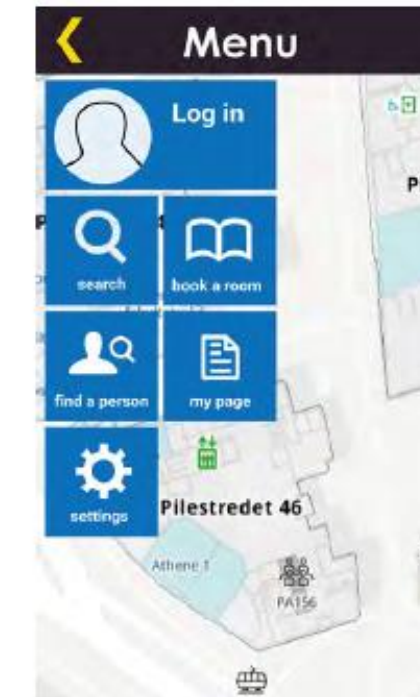 Menu
Log in
search
book a room
find a person
my page
settings
Pilestredet 46
Athene 1
PA156